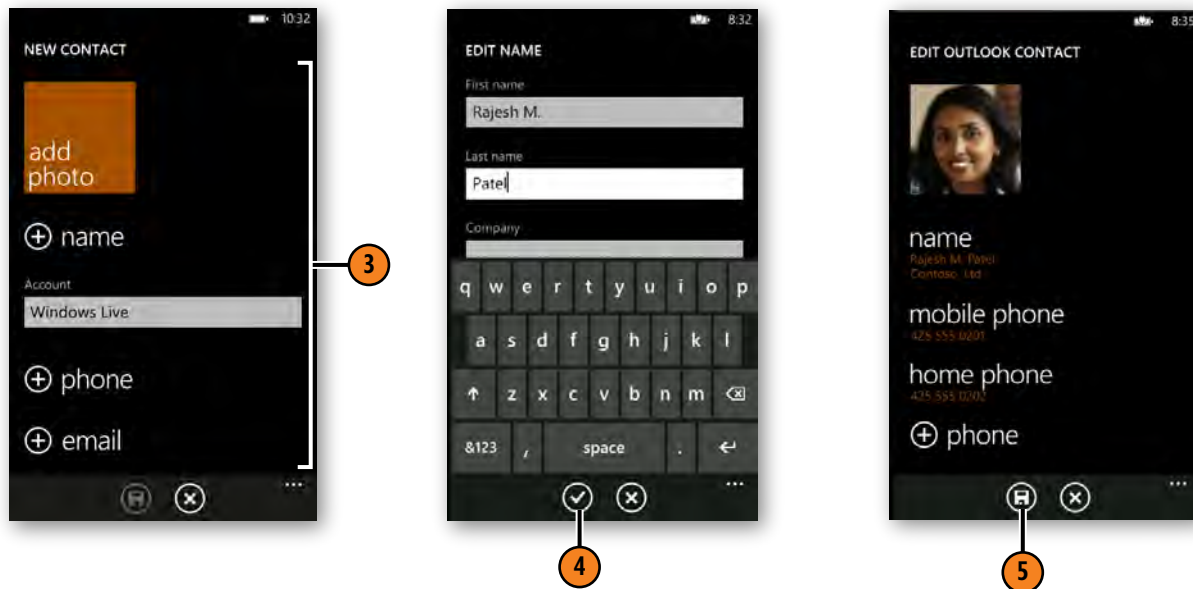 10:32
NEW CONTACT
add
photo
name
Account
Windows Live
phone
email
3
8:32
EDIT NAME
First name
Rajesh M.
Last name
Patel
Company
q w e r t y u i o p
a s d f g h j k l
z x c v b n m
&123 , space .
4
8:35
EDIT OUTLOOK CONTACT
name
Rajesh M. Patel
Contoso, Ltd
mobile phone
425 555 0201
home phone
425 555 0202
phone
5